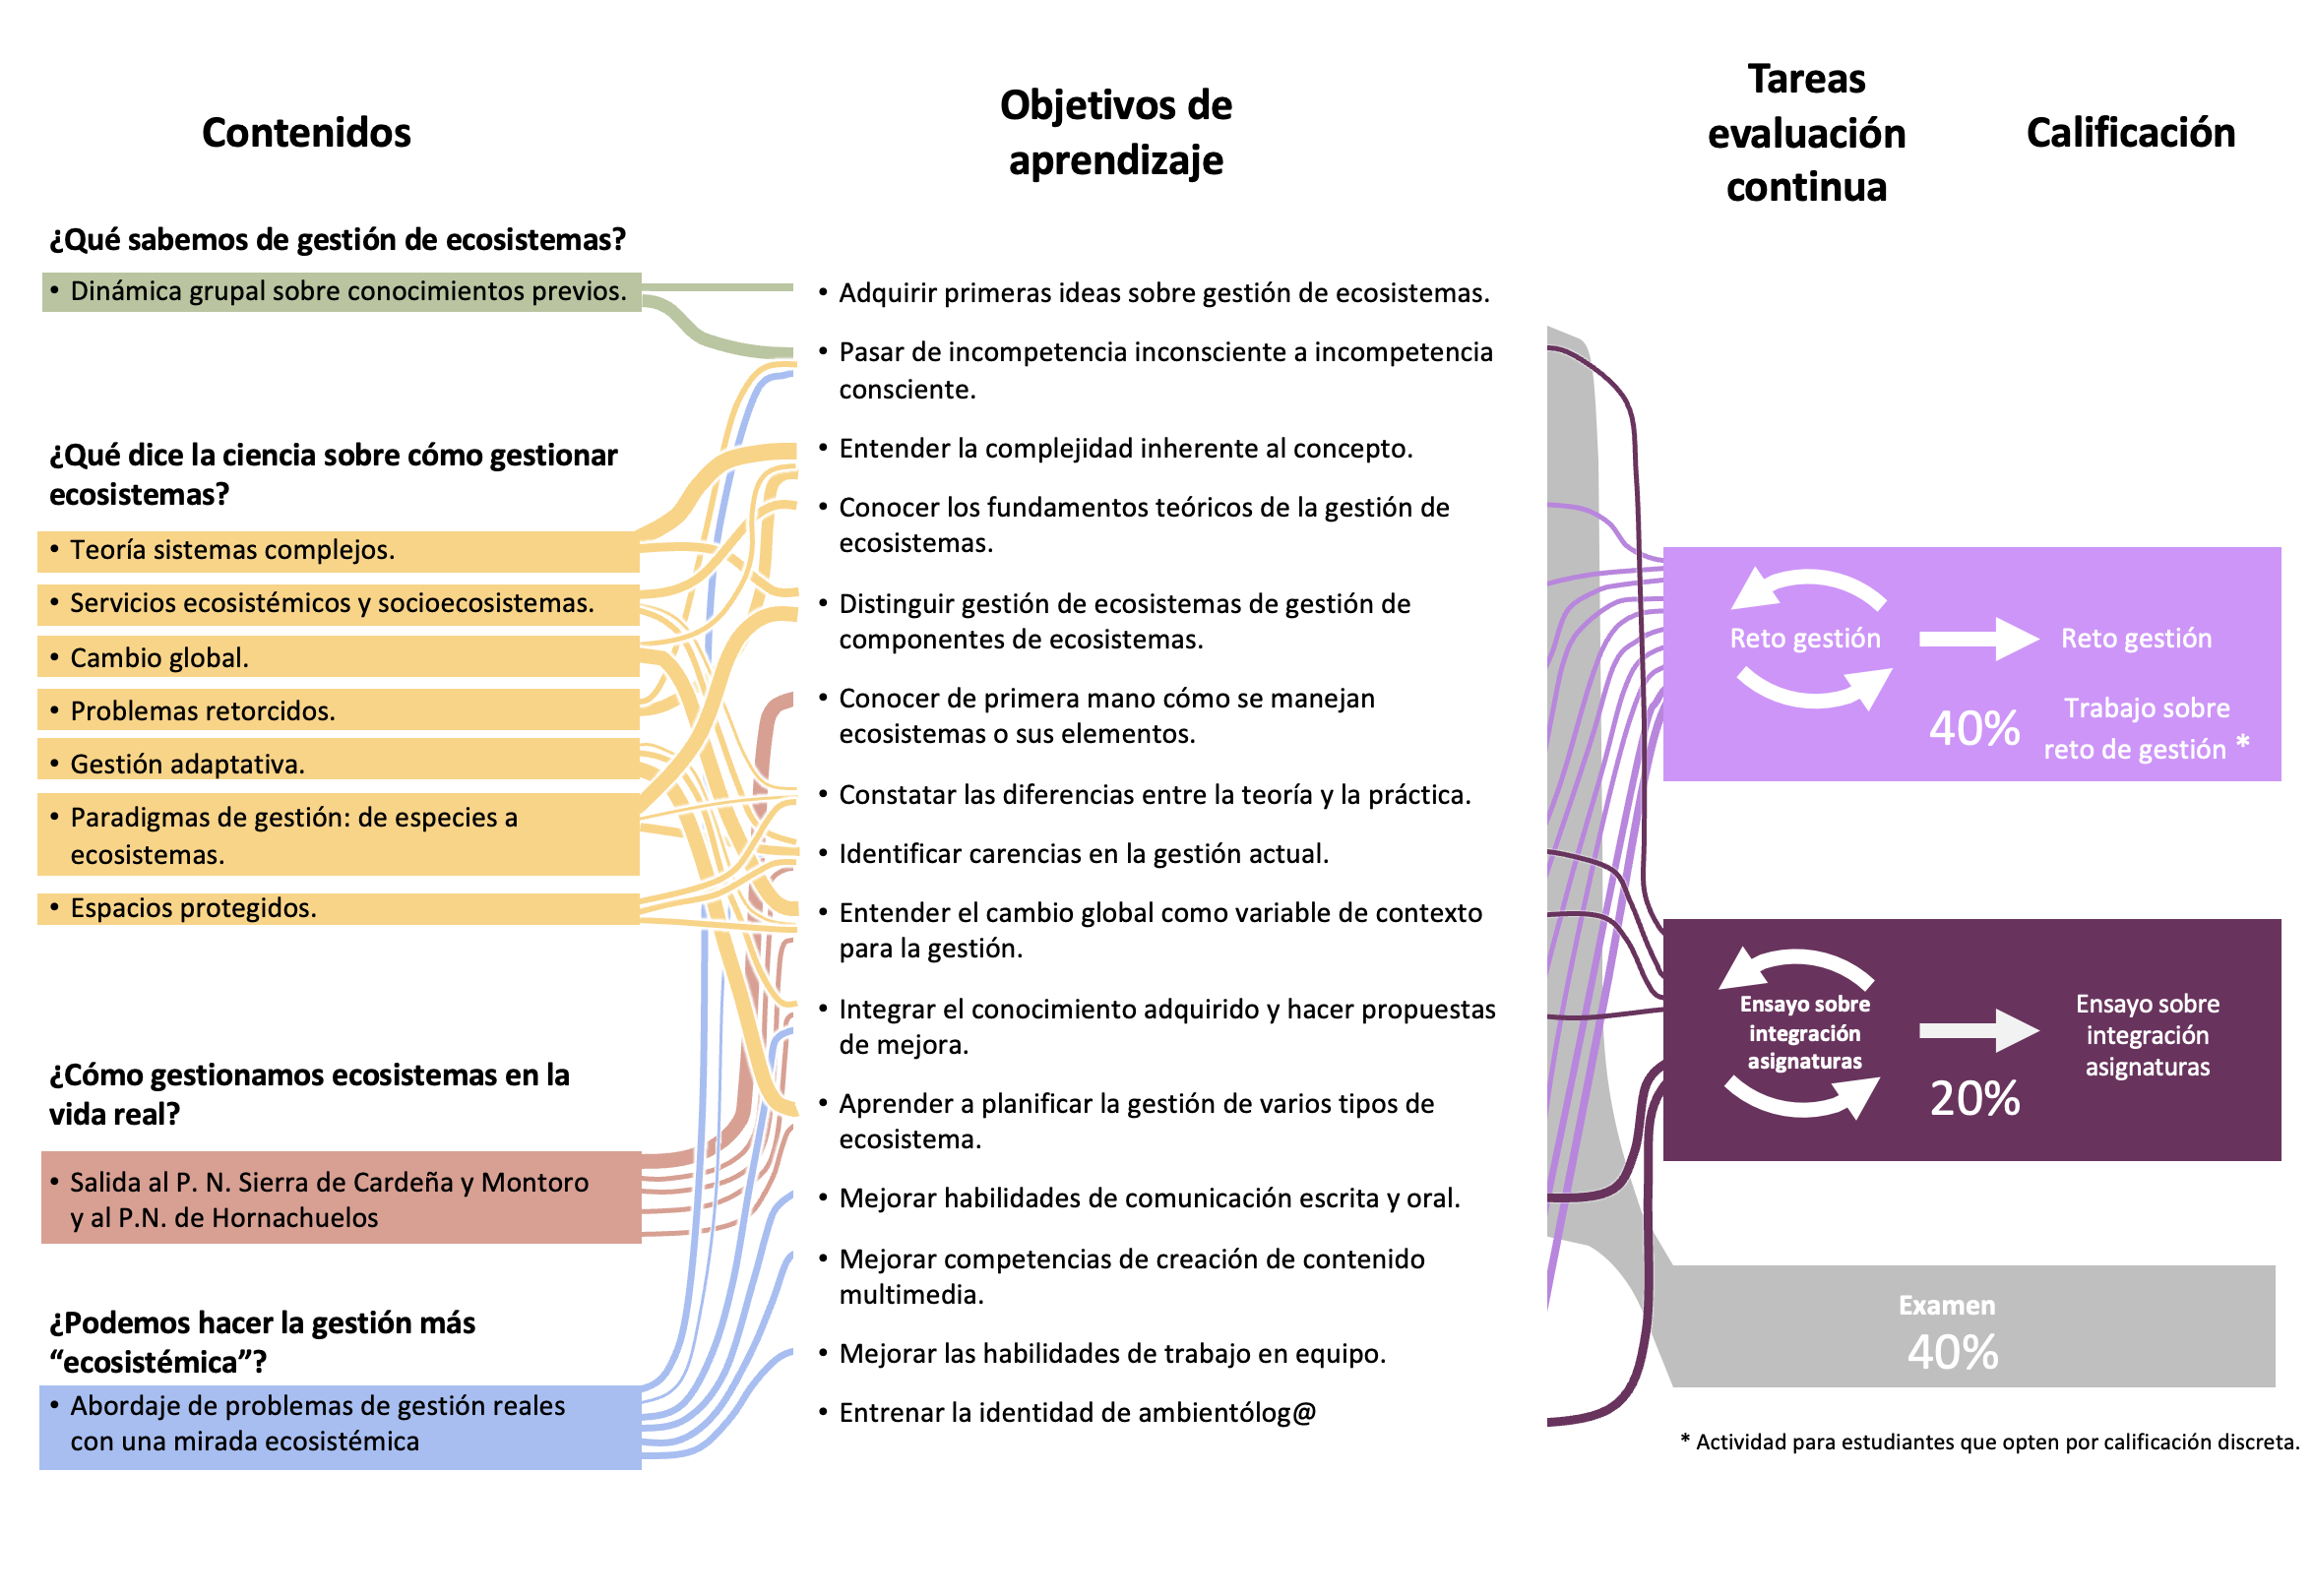 Contenidos
Objetivos de
aprendizaje
Tareas
evaluación
continua
Calificación
¿Qué sabemos de gestión de ecosistemas?
• Dinámica grupal sobre conocimientos previos.
¿Qué dice la ciencia sobre cómo gestionar
ecosistemas?
• Teoría sistemas complejos.
• Servicios ecosistémicos y socioecosistemas.
• Cambio global.
• Problemas retorcidos.
• Gestión adaptativa.
• Paradigmas de gestión: de especies a
ecosistemas.
• Espacios protegidos.
¿Cómo gestionamos ecosistemas en la
vida real?
• Salida al P. N. Sierra de Cardeña y Montoro
y al P.N. de Hornachuelos
¿Podemos hacer la gestión más
“ecosistémica”?
• Abordaje de problemas de gestión reales
con una mirada ecosistémica
• Adquirir primeras ideas sobre gestión de ecosistemas.
• Pasar de incompetencia inconsciente a incompetencia
consciente.
• Entender la complejidad inherente al concepto.
• Conocer los fundamentos teóricos de la gestión de
ecosistemas.
• Distinguir gestión de ecosistemas de gestión de
componentes de ecosistemas.
• Conocer de primera mano cómo se manejan
ecosistemas o sus elementos.
• Constatar las diferencias entre la teoría y la práctica.
• Identificar carencias en la gestión actual.
• Entender el cambio global como variable de contexto
para la gestión.
• Integrar el conocimiento adquirido y hacer propuestas
de mejora.
• Aprender a planificar la gestión de varios tipos de
ecosistema.
• Mejorar habilidades de comunicación escrita y oral.
• Mejorar competencias de creación de contenido
multimedia.
• Mejorar las habilidades de trabajo en equipo.
• Entrenar la identidad de ambientólog@
Reto gestión
Reto gestión
40%
Trabajo sobre
reto de gestión *
Ensayo sobre
integración
asignaturas
20%
Ensayo sobre
integración
asignaturas
Examen
40%
* Actividad para estudiantes que opten por calificación discreta.